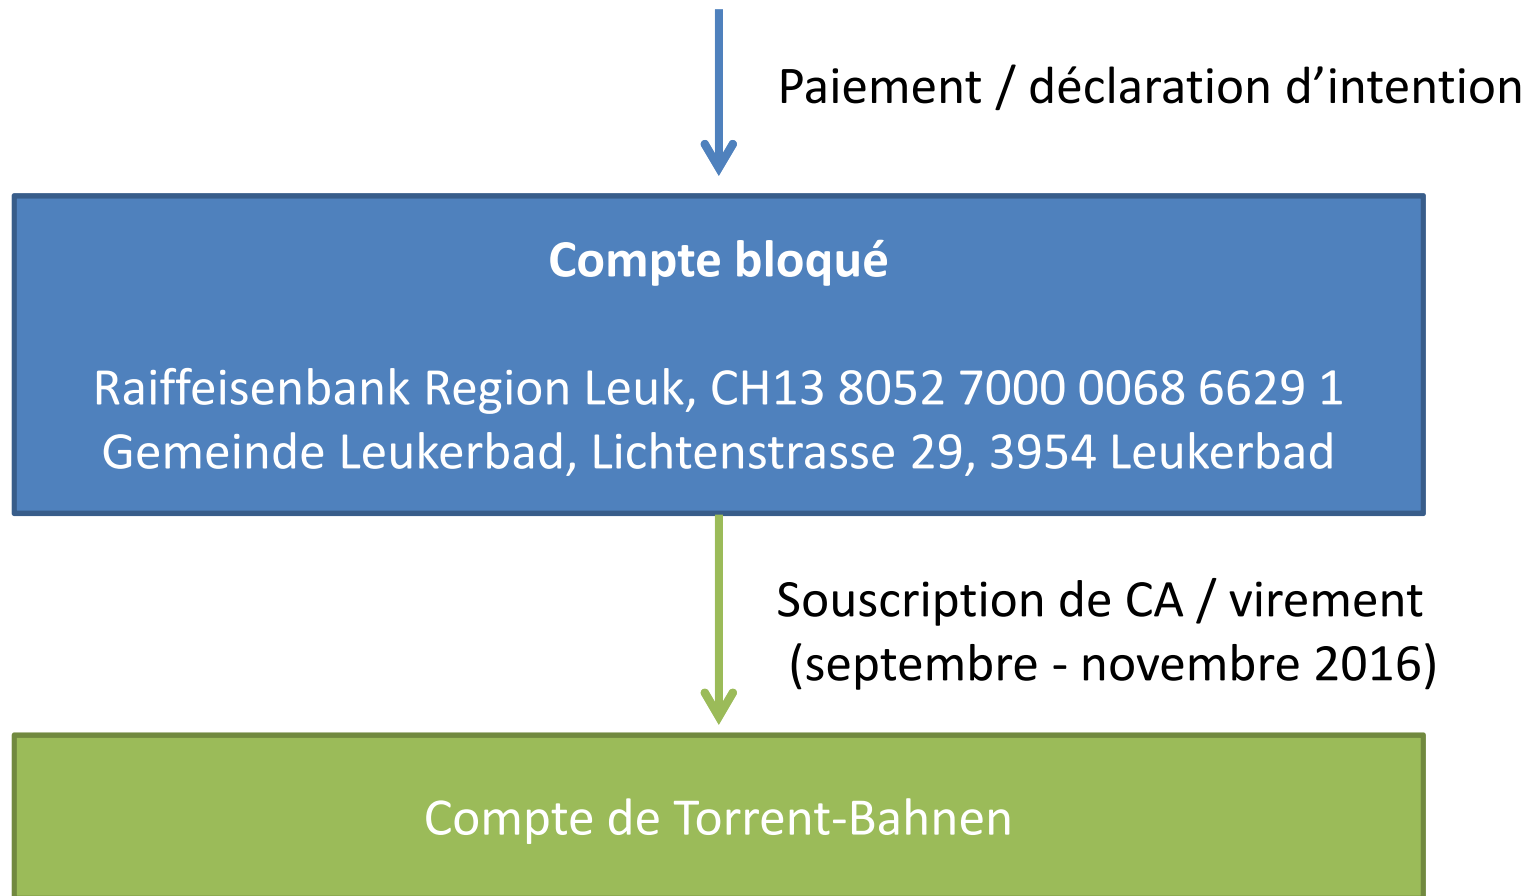 Paiement / déclaration d’intention
Compte bloqué
Raiffeisenbank Region Leuk, CH13 8052 7000 0068 6629 1
Gemeinde Leukerbad, Lichtenstrasse 29, 3954 Leukerbad
Souscription de CA / virement
(septembre - novembre 2016)
Compte de Torrent-Bahnen